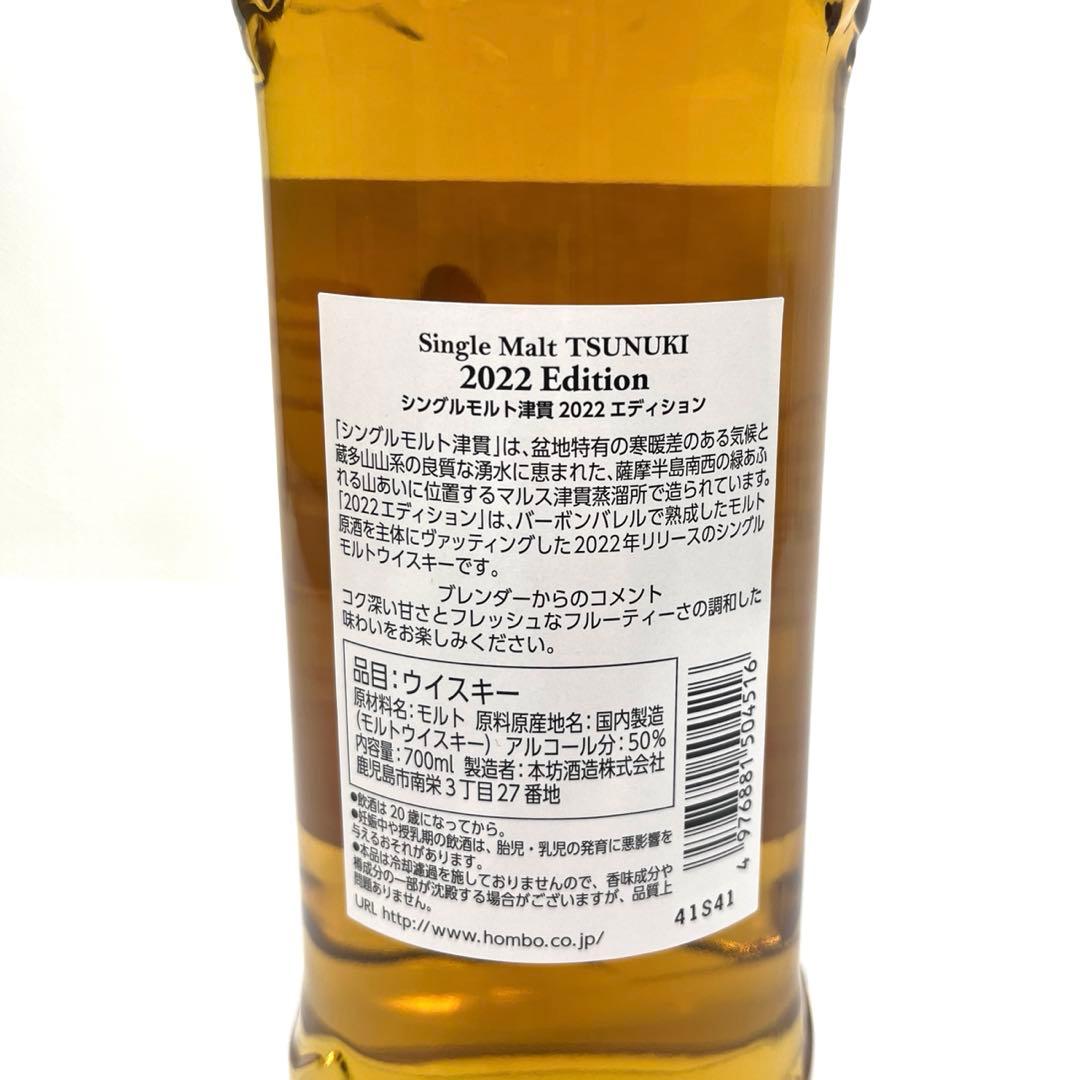 Single Malt TSUNUKI
2022 Edition
シングルモルト津貫 2022 エディション
「シングルモルト津貫」は、盆地特有の寒暖差のある気候と
蔵多山山系の良質な湧水に恵まれた、薩摩半島南西の緑あふ
れる山あいに位置するマルス津貫蒸溜所で造られています。
「2022エディション」は、バーボンバレルで熟成したモルト
原酒を主体にヴァッティングした2022年リリースのシングル
モルトウイスキーです。
ブレンダーからのコメント
コク深い甘さとフレッシュなフルーティーさの調和した
味わいをお楽しみください。
品目：ウイスキー
原材料名：モルト 原料原産地名：国内製造
(モルトウイスキー) アルコール分：50%
内容量：700ml 製造者：本坊酒造株式会社
鹿児島市南栄3丁目27番地
●飲酒は20歳になってから。
●妊娠中や授乳期の飲酒は、胎児・乳児の発育に悪影響を
与えるおそれがあります。
●本品は冷却濾過を施しておりませんので、香味成分や
樽成分の一部が沈殿する場合がございますが、品質上
問題ありません。
URL http://www.hombo.co.jp/
4 976881 504516
41S41